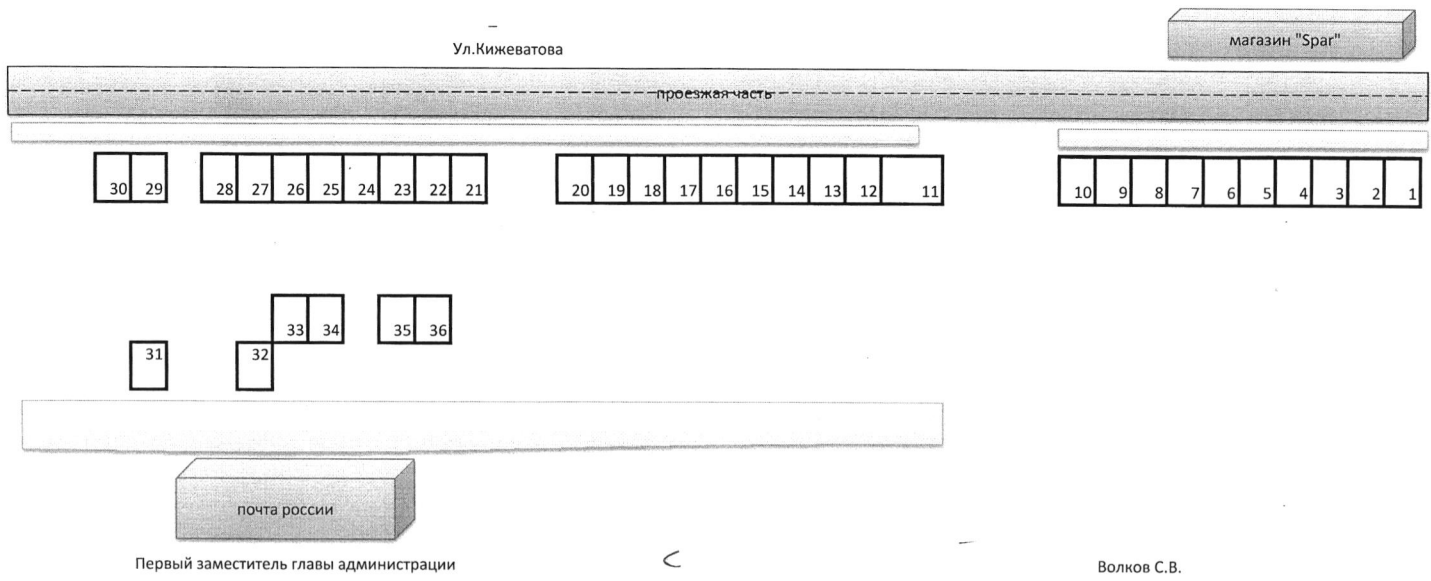 магазин "Spar"
Ул.Кижеватова
проезжая часть
30 29 28 27 26 25 24 23 22 21 20 19 18 17 16 15 14 13 12 11 10 9 8 7 6 5 4 3 2 1
33 34 35 36
31 32
почта россии
Первый заместитель главы администрации Волков С.В.